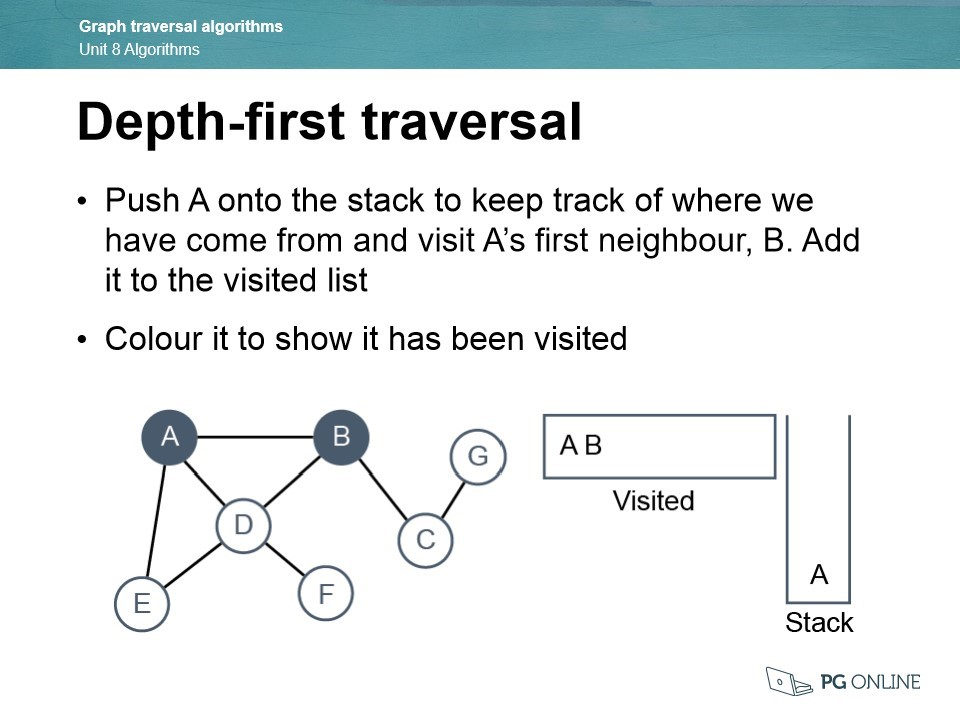 Graph traversal algorithms
Unit 8 Algorithms
Depth-first traversal
• Push A onto the stack to keep track of where we
have come from and visit A’s first neighbour, B. Add
it to the visited list
• Colour it to show it has been visited
A
B
G
D
C
E
F
A B
Visited
A
Stack
PG ONLINE